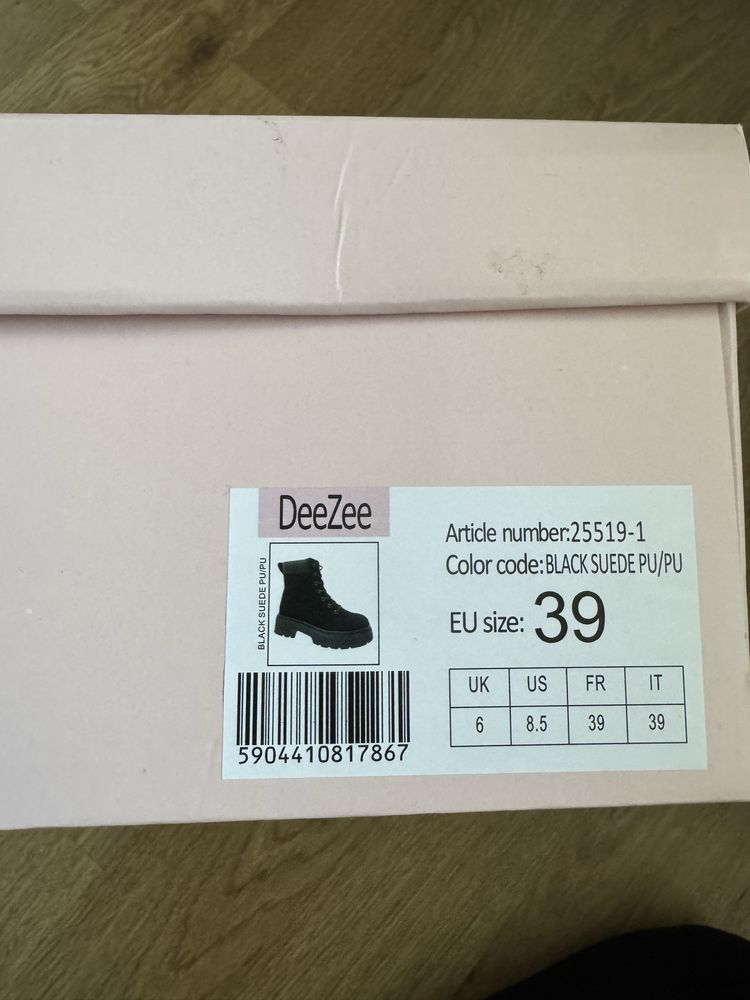 DeeZee
BLACK SUEDE PU/PU
5904410817867
Article number:25519-1
Color code:BLACK SUEDE PU/PU
EU size: 39
UK US FR IT
6 8.5 39 39